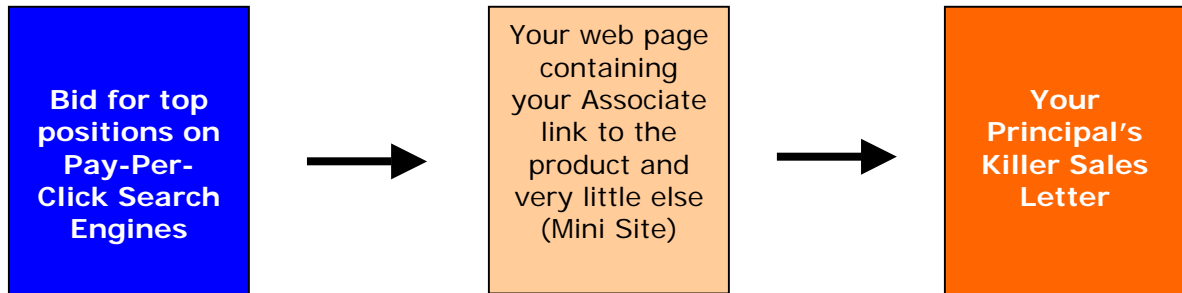 Bid for top
positions on
Pay-Per-
Click Search
Engines
Your web page
containing
your Associate
link to the
product and
very little else
(Mini Site)
Your
Principal's
Killer Sales
Letter